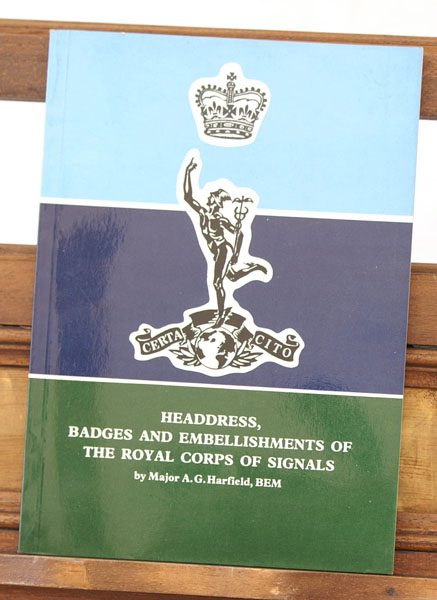 CERTA CITO
HEADDRESS,
BADGES AND EMBELLISHMENTS OF
THE ROYAL CORPS OF SIGNALS
by Major A. G. Harfield, BEM